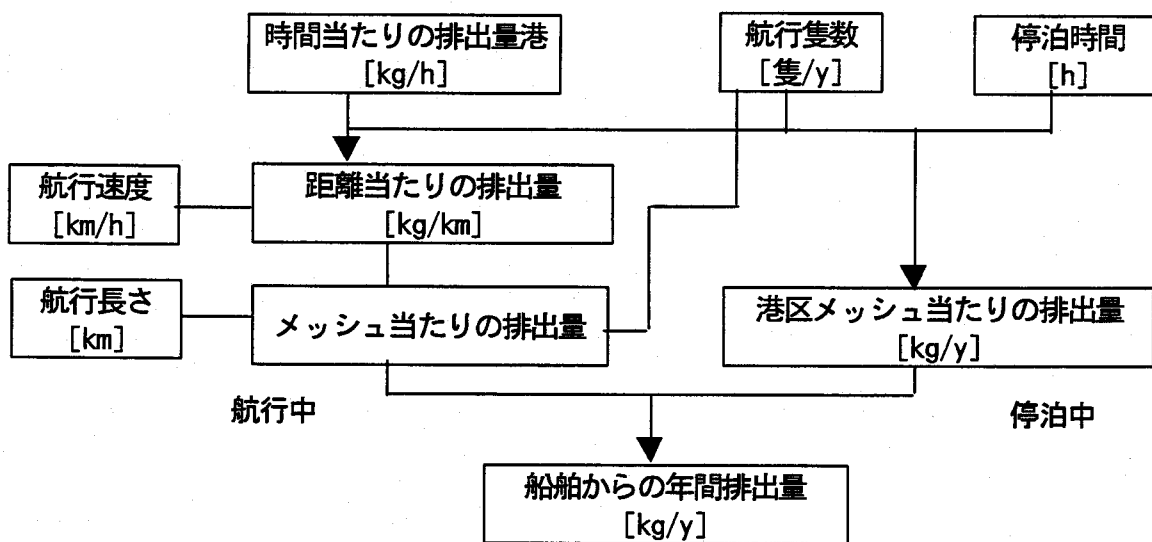 時間当たりの排出量港
[kg/h]
航行隻数
[隻/y]
停泊時間
[h]
航行速度
[km/h]
距離当たりの排出量
[kg/km]
航行長さ
[km]
メッシュ当たりの排出量
港区メッシュ当たりの排出量
[kg/y]
航行中
停泊中
船舶からの年間排出量
[kg/y]